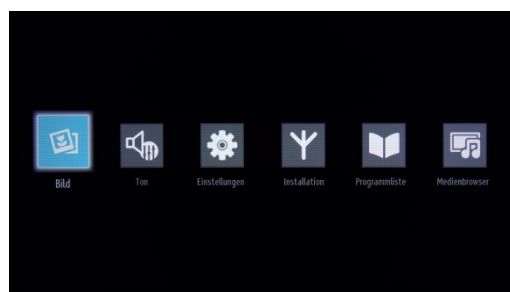 Bild
Ton
Einstellungen
Installation
Programmliste
Medienbrowser